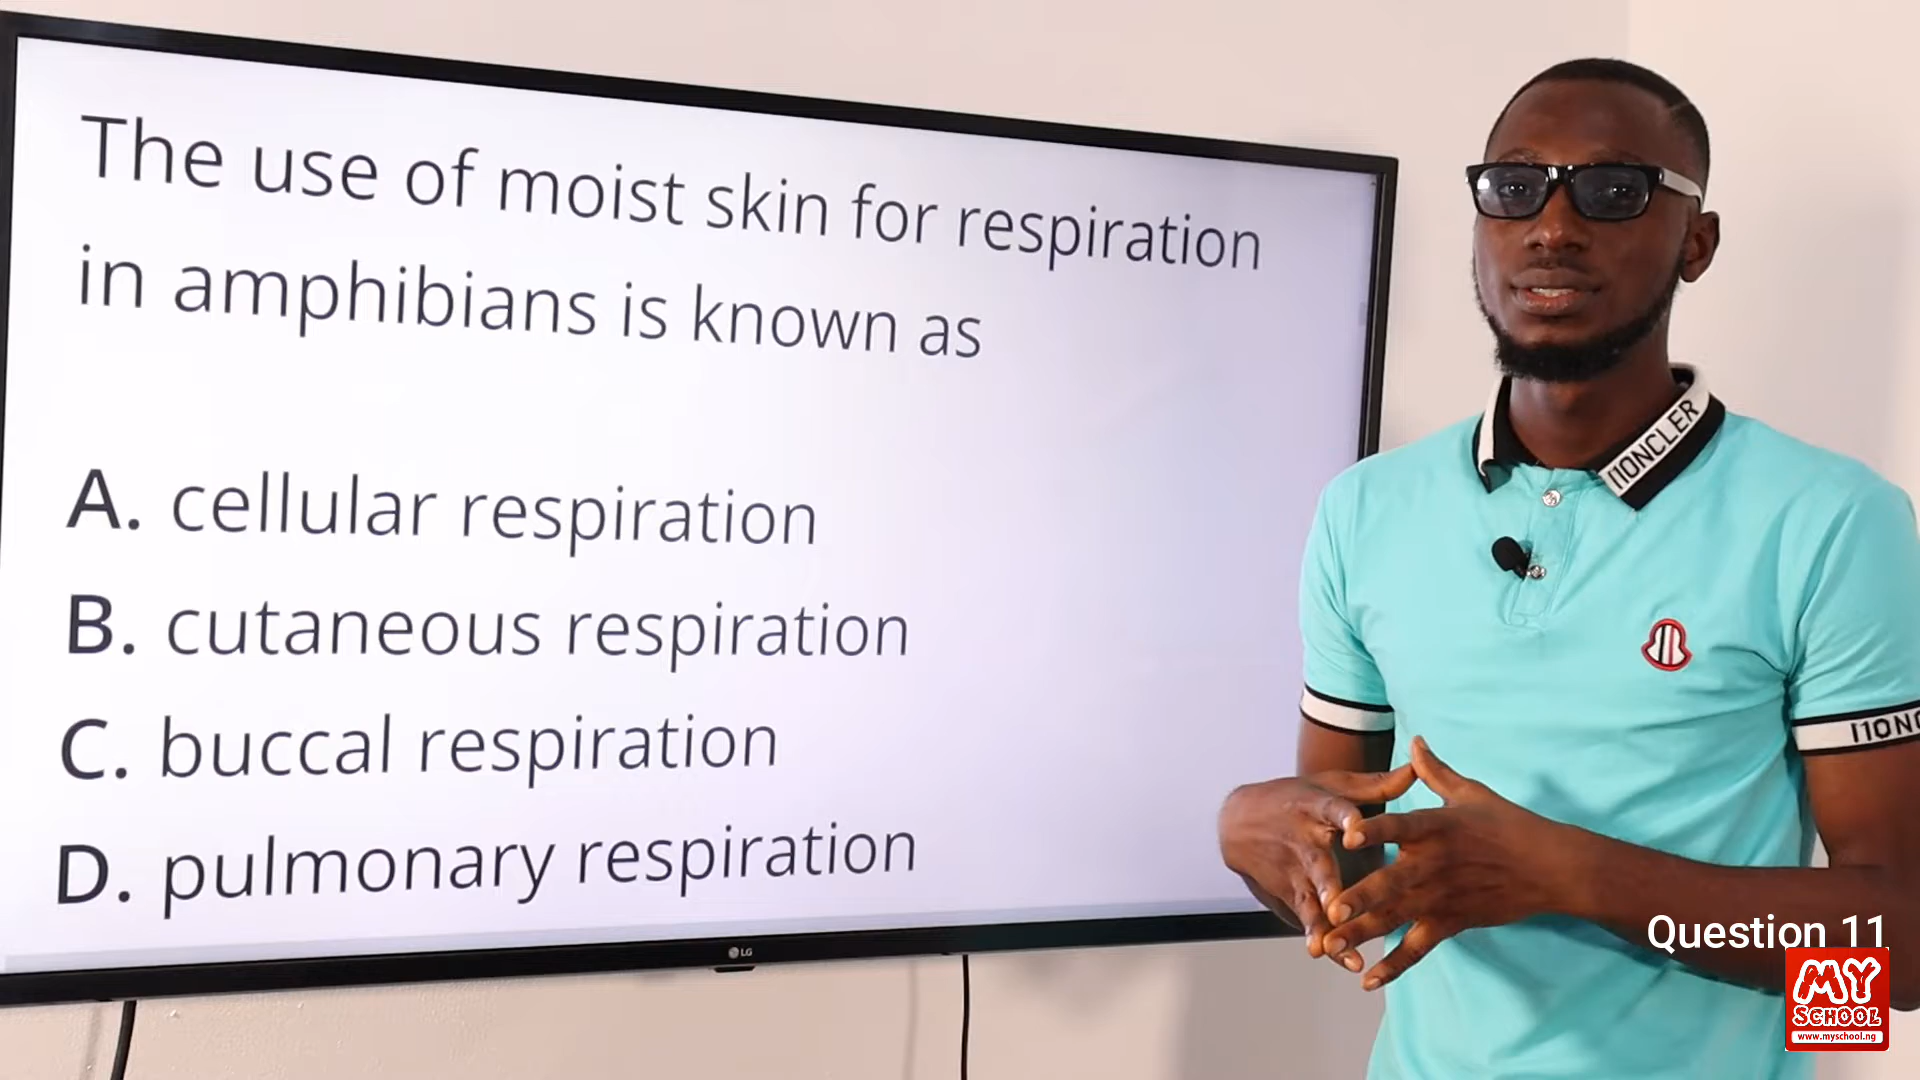 The use of moist skin for respiration
in amphibians is known as
A. cellular respiration
B. cutaneous respiration
C. buccal respiration
D. pulmonary respiration
LG
MONCLER
Question 11
MY
SCHOOL
www.myschool.ng